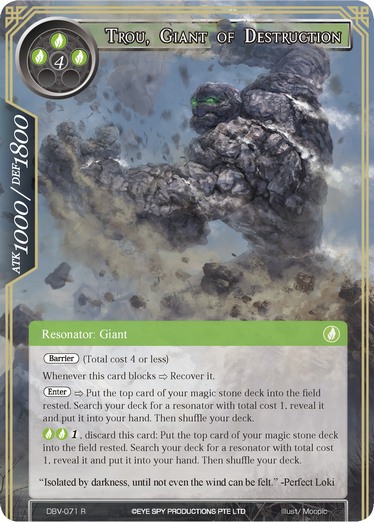 Trou, Giant of Destruction
4
ATK 1000 / DEF 1800
Resonator: Giant
Barrier (Total cost 4 or less)
Whenever this card blocks ⇨ Recover it.
Enter ⇨ Put the top card of your magic stone deck into the field
rested. Search your deck for a resonator with total cost 1, reveal it
and put it into your hand. Then shuffle your deck.
1 , discard this card: Put the top card of your magic stone deck
into the field rested. Search your deck for a resonator with total cost
1, reveal it and put it into your hand. Then shuffle your deck.
“Isolated by darkness, until not even the wind can be felt.” -Perfect Loki
DBV-071 R
©EYE SPY PRODUCTIONS PTE LTD
Illust/ Moopic